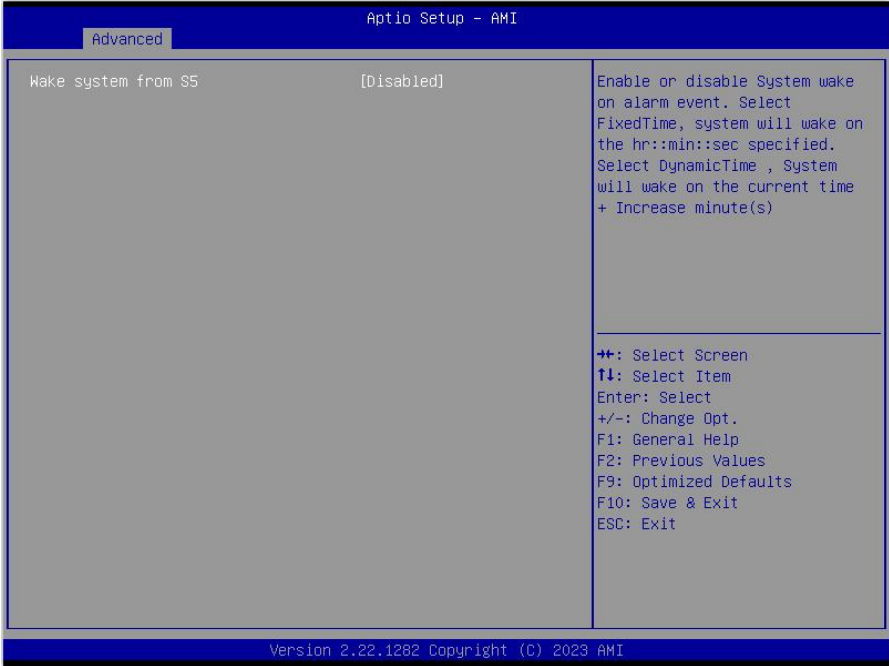 Aptio Setup – AMI
Advanced
Wake system from S5 [Disabled]
Enable or disable System wake
on alarm event. Select
FixedTime, system will wake on
the hr::min::sec specified.
Select DynamicTime , System
will wake on the current time
+ Increase minute(s)
→←: Select Screen
↑↓: Select Item
Enter: Select
+/-: Change Opt.
F1: General Help
F2: Previous Values
F9: Optimized Defaults
F10: Save & Exit
ESC: Exit
Version 2.22.1282 Copyright (C) 2023 AMI